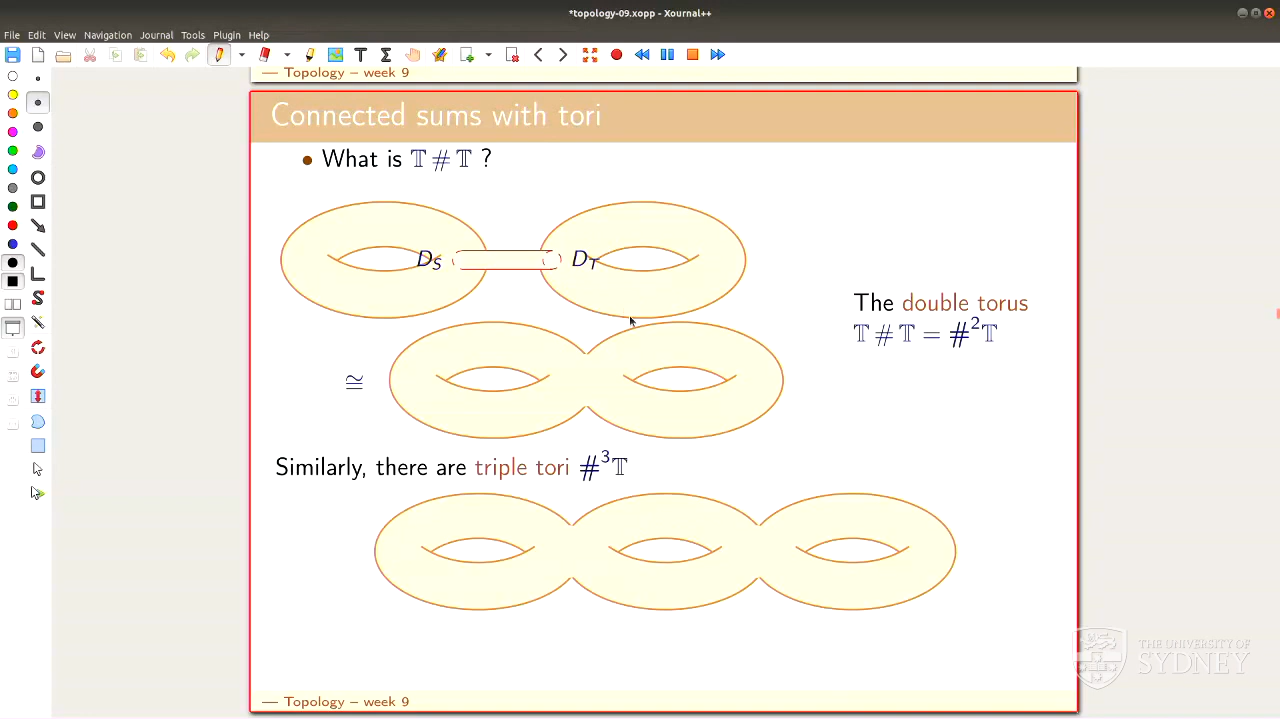 *topology-09.xopp - Xournal++
File Edit View Navigation Journal Tools Plugin Help
— Topology – week 9
Connected sums with tori
• What is 𝕋 # 𝕋 ?
D_S D_T
The double torus
𝕋 # 𝕋 = #²𝕋
≅
Similarly, there are triple tori #³𝕋
THE UNIVERSITY OF
SYDNEY
— Topology – week 9